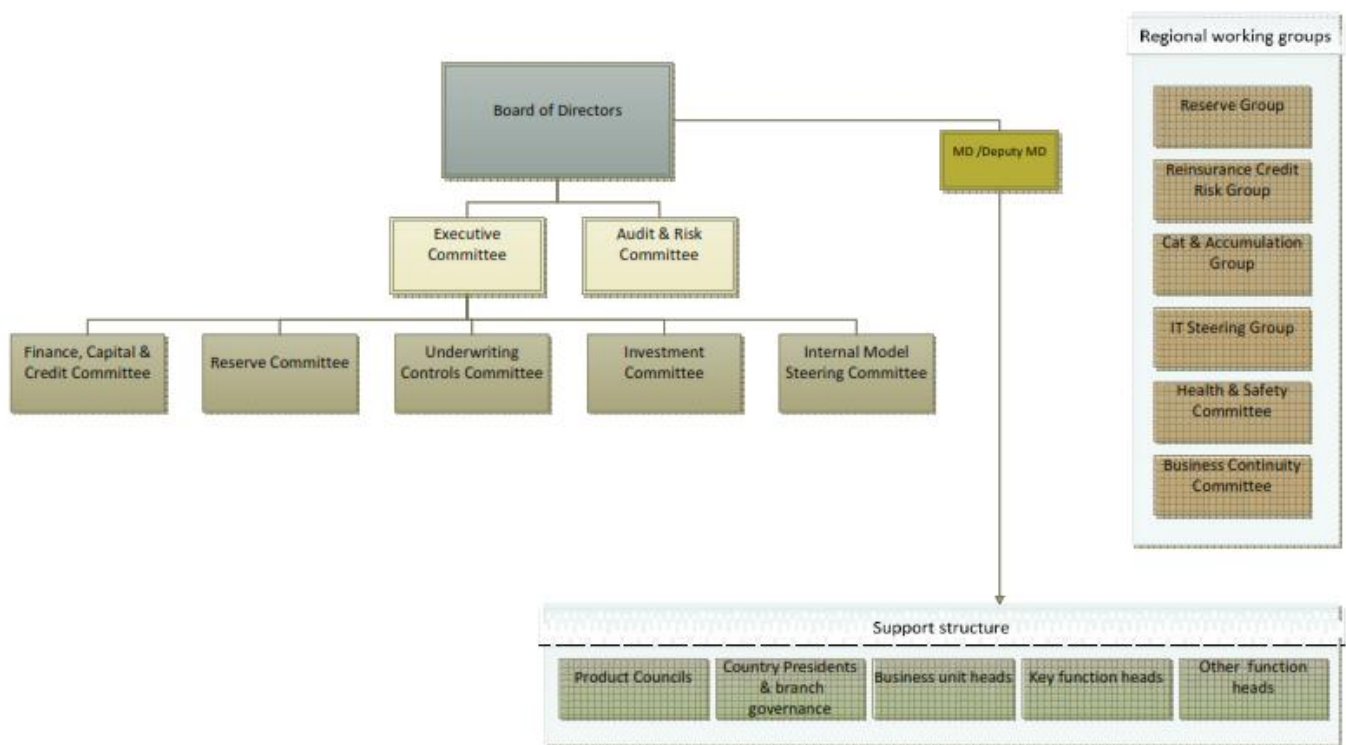 Regional working groups
Board of Directors
MD /Deputy MD
Reserve Group
Reinsurance Credit
Risk Group
Cat & Accumulation
Group
IT Steering Group
Health & Safety
Committee
Business Continuity
Committee
Executive
Committee
Audit & Risk
Committee
Finance, Capital &
Credit Committee
Reserve Committee
Underwriting
Controls Committee
Investment
Committee
Internal Model
Steering Committee
Support structure
Product Councils
Country Presidents
& branch
governance
Business unit heads
Key function heads
Other function
heads